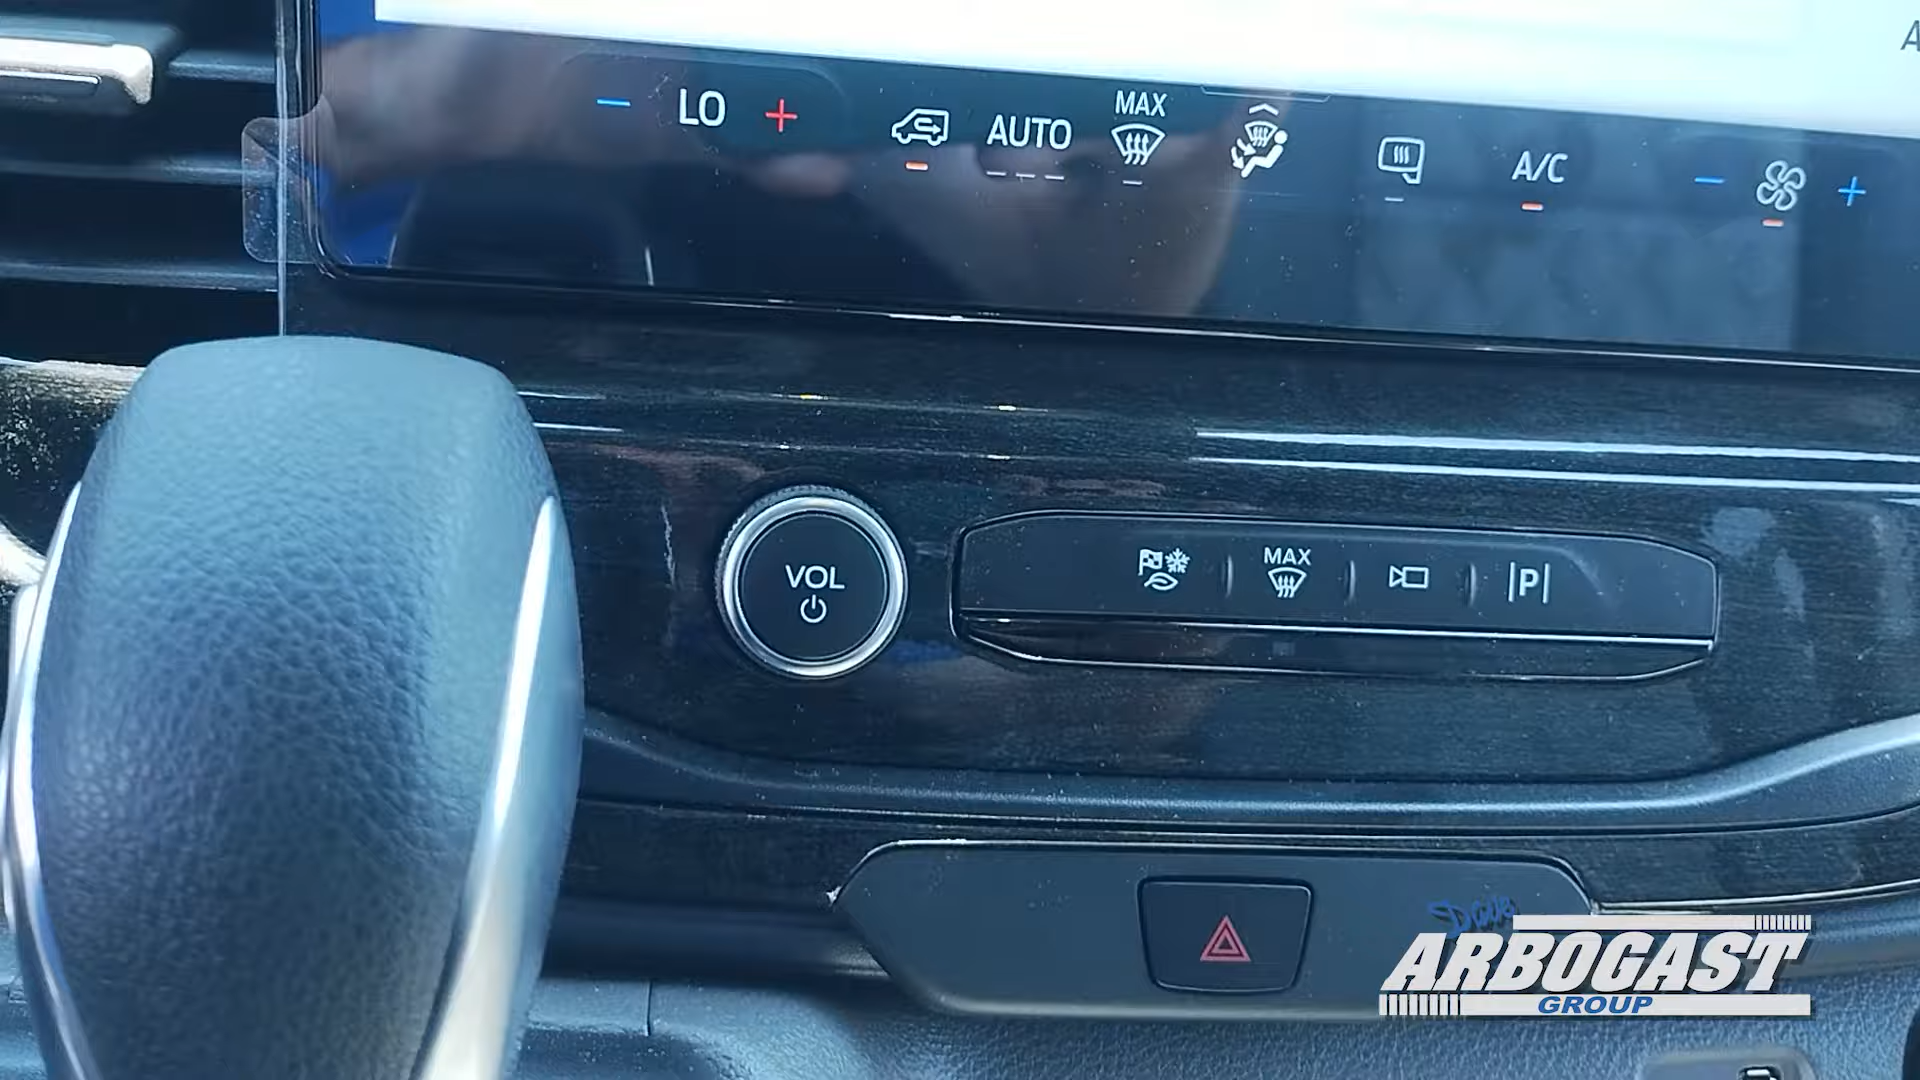 LO
AUTO
MAX
A/C
A
VOL
MAX
P
Dave
ARBOGAST
GROUP